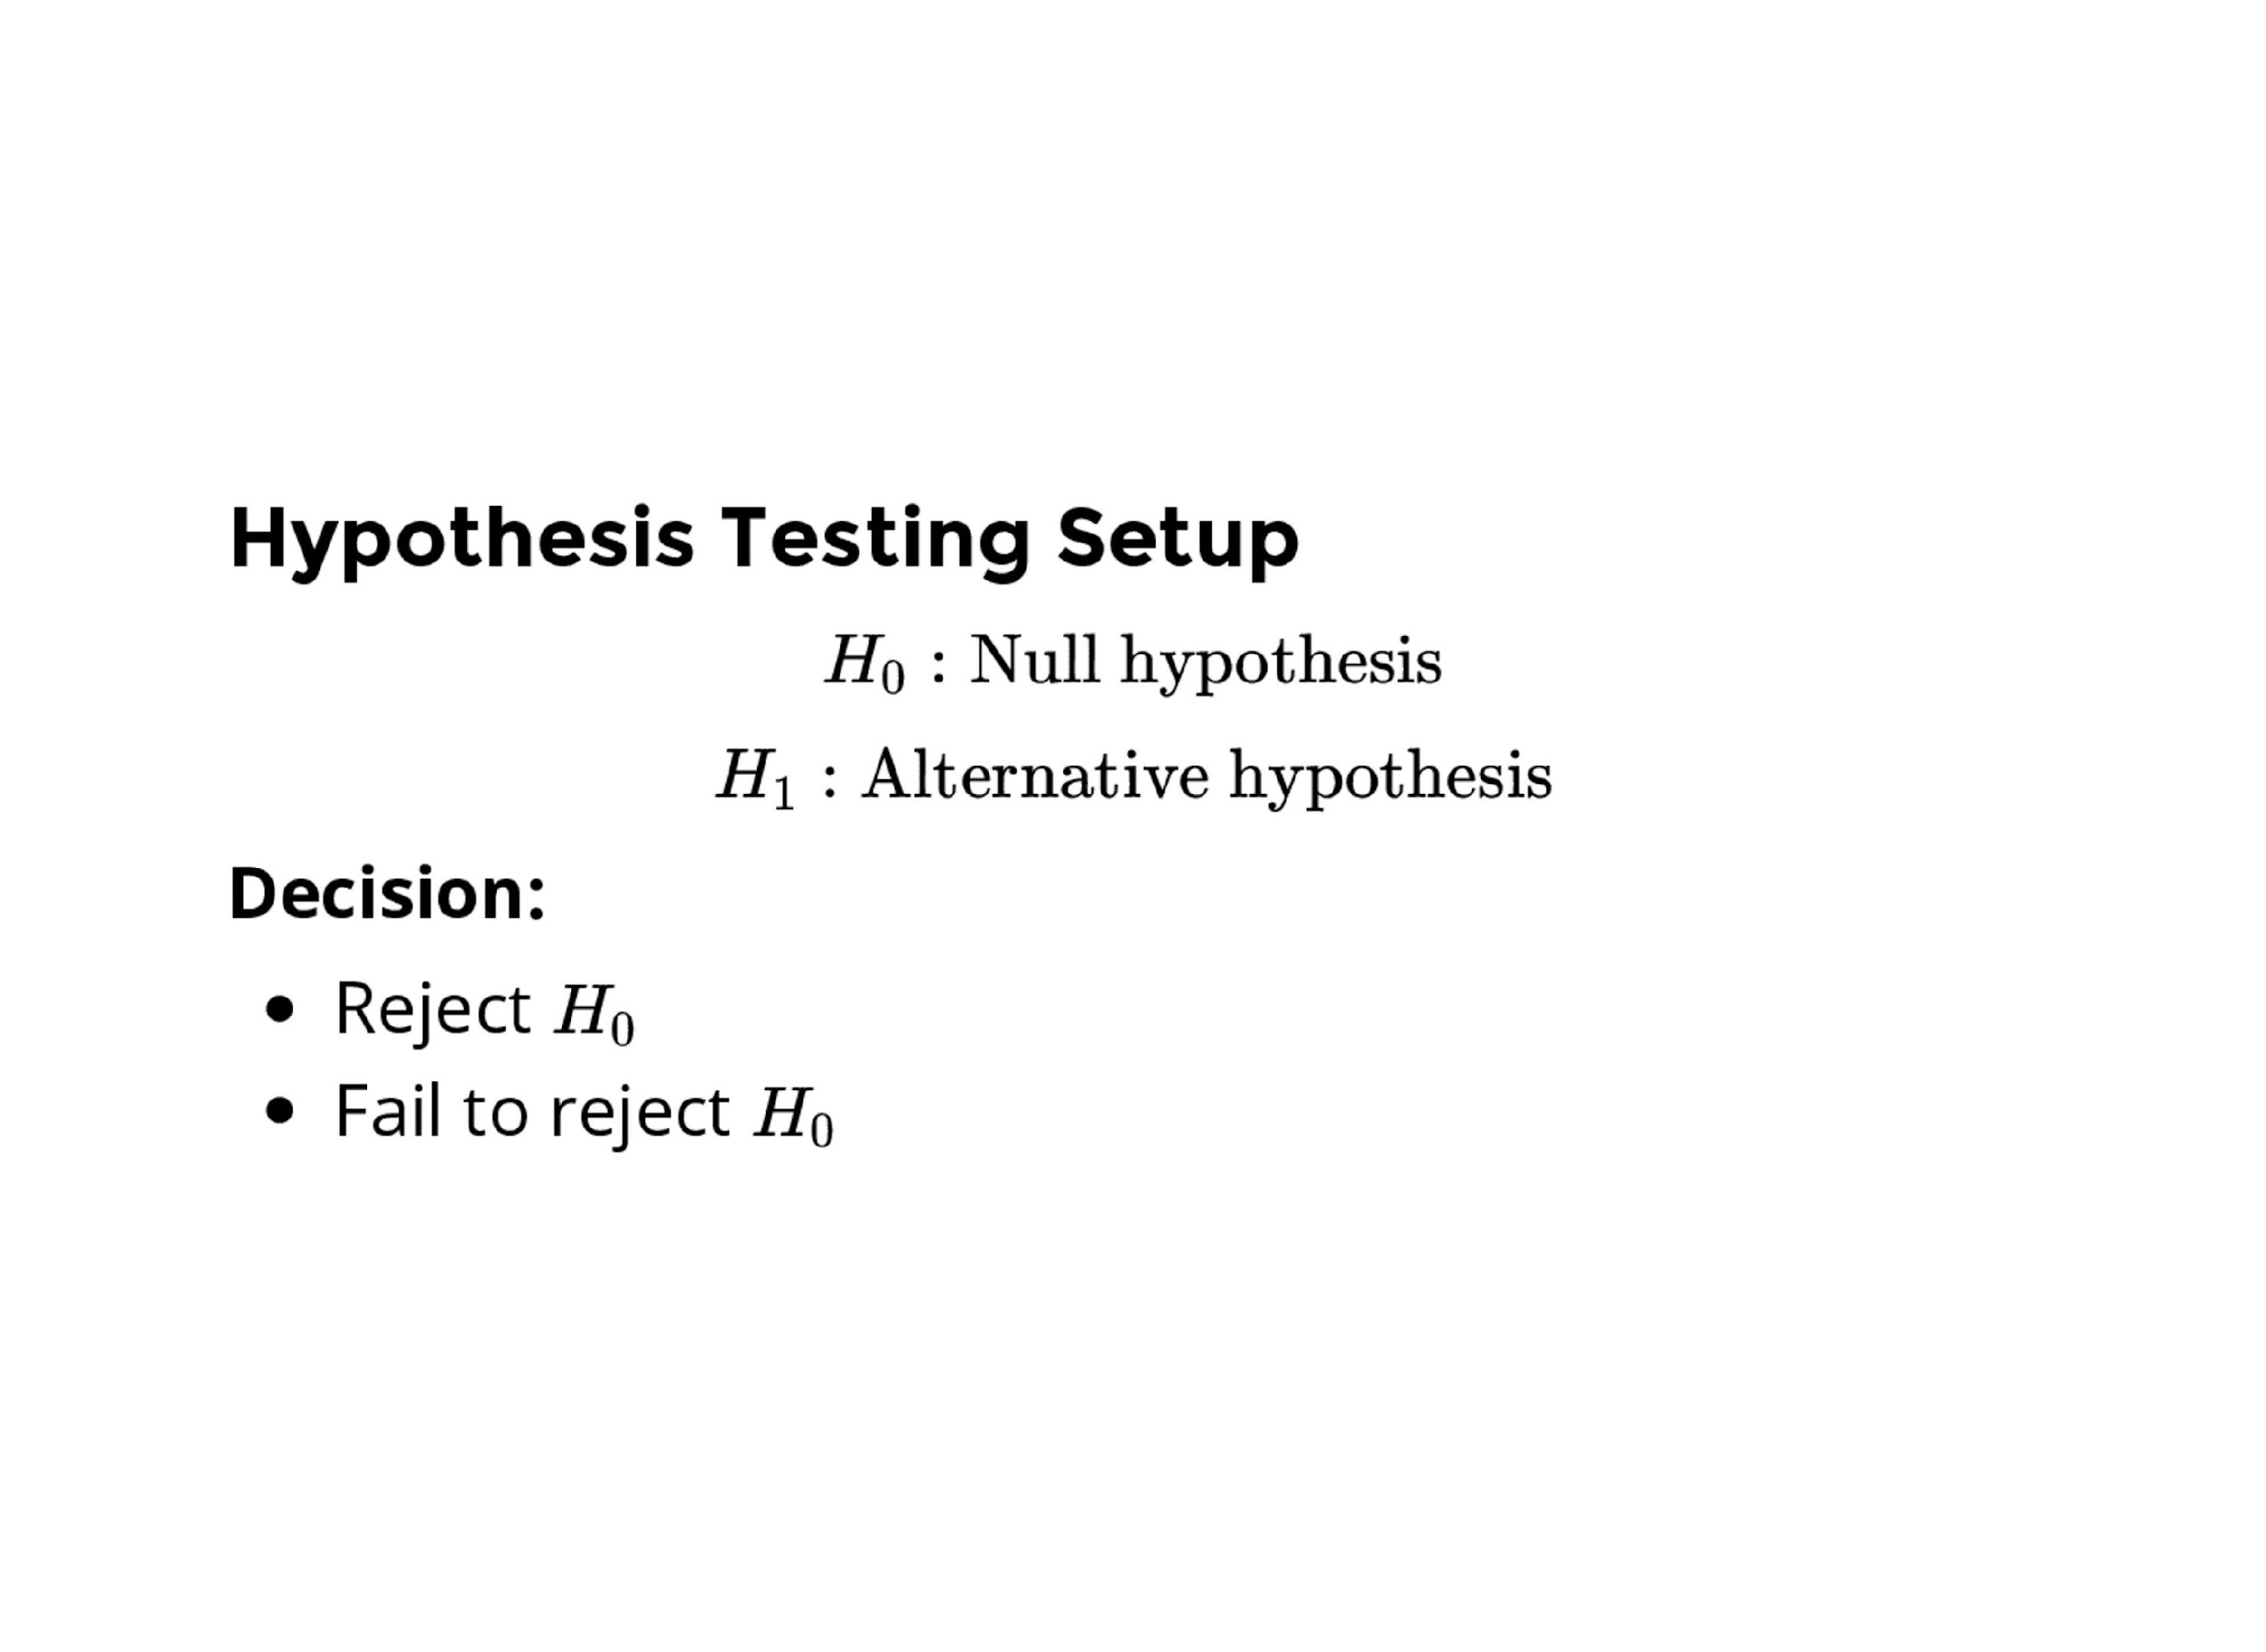 Hypothesis Testing Setup
H₀ : Null hypothesis
H₁ : Alternative hypothesis
Decision:
• Reject H₀
• Fail to reject H₀